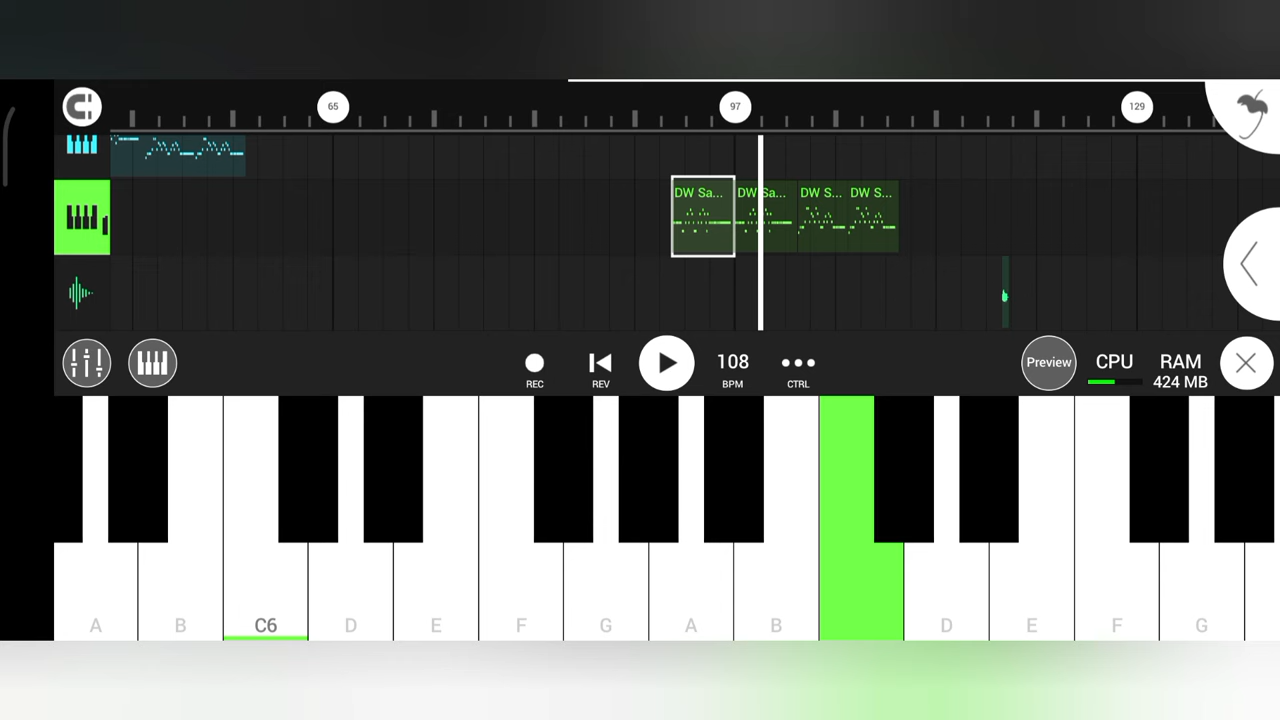 65
97
129
DW Sa...
DW Sa...
DW S...
DW S...
REC
REV
108
BPM
CTRL
Preview
CPU
RAM
424 MB
A
B
C6
D
E
F
G
A
B
D
E
F
G